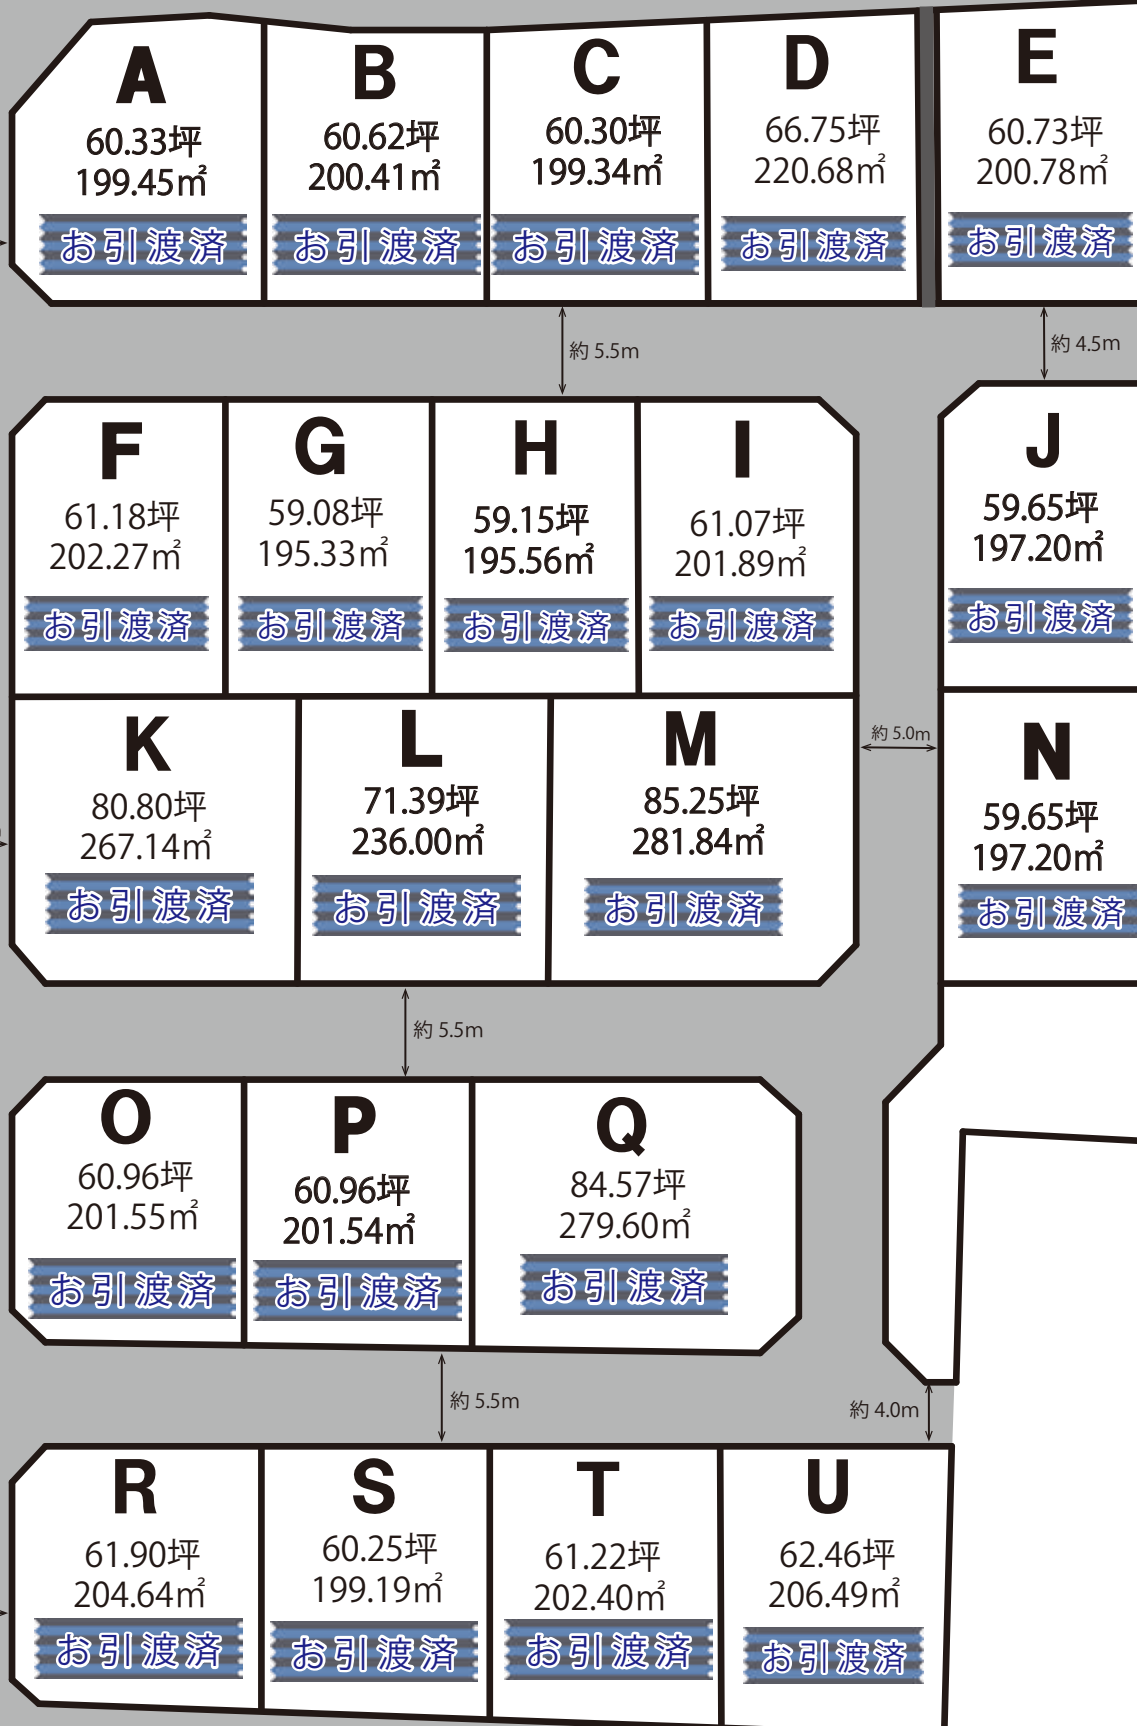 A
60.33坪
199.45㎡
お引渡済
B
60.62坪
200.41㎡
お引渡済
C
60.30坪
199.34㎡
お引渡済
D
66.75坪
220.68㎡
お引渡済
E
60.73坪
200.78㎡
お引渡済
約 5.5m
約 4.5m
F
61.18坪
202.27㎡
お引渡済
G
59.08坪
195.33㎡
お引渡済
H
59.15坪
195.56㎡
お引渡済
I
61.07坪
201.89㎡
お引渡済
J
59.65坪
197.20㎡
お引渡済
K
80.80坪
267.14㎡
お引渡済
L
71.39坪
236.00㎡
お引渡済
M
85.25坪
281.84㎡
お引渡済
約 5.0m
N
59.65坪
197.20㎡
お引渡済
約 5.5m
O
60.96坪
201.55㎡
お引渡済
P
60.96坪
201.54㎡
お引渡済
Q
84.57坪
279.60㎡
お引渡済
約 5.5m
約 4.0m
R
61.90坪
204.64㎡
お引渡済
S
60.25坪
199.19㎡
お引渡済
T
61.22坪
202.40㎡
お引渡済
U
62.46坪
206.49㎡
お引渡済